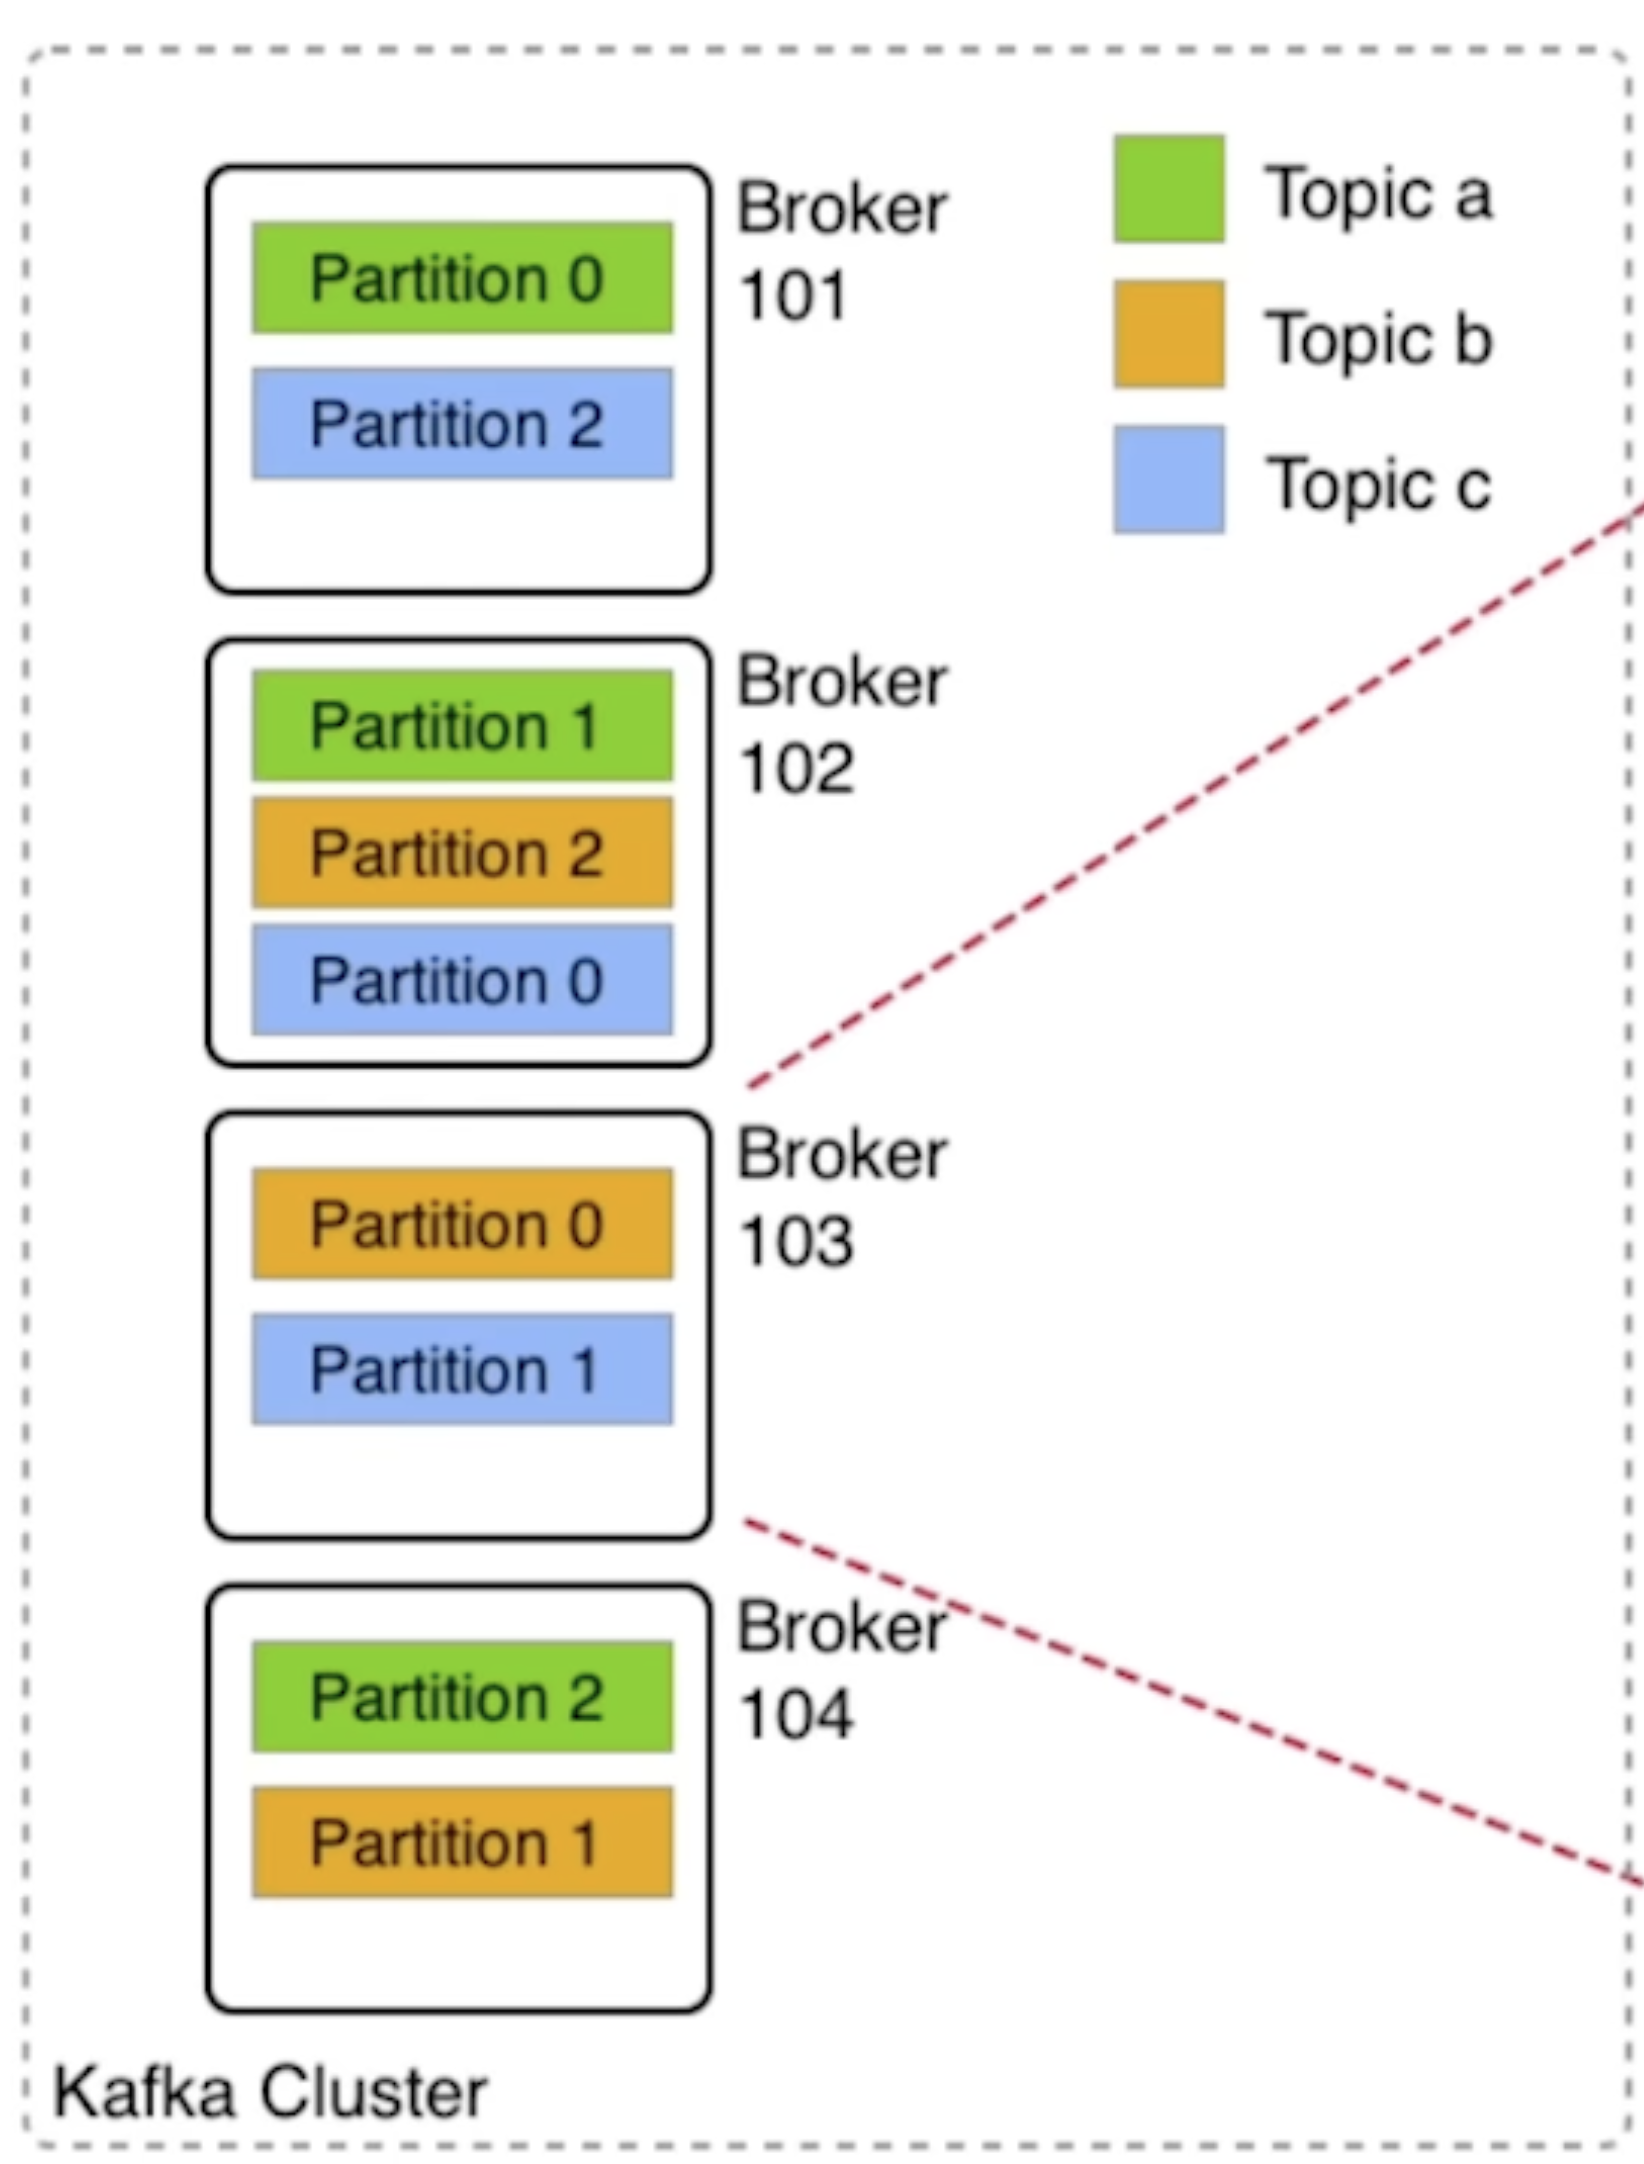 Partition 0
Partition 2
Broker
101
Topic a
Topic b
Topic c
Partition 1
Partition 2
Partition 0
Broker
102
Partition 0
Partition 1
Broker
103
Partition 2
Partition 1
Broker
104
Kafka Cluster